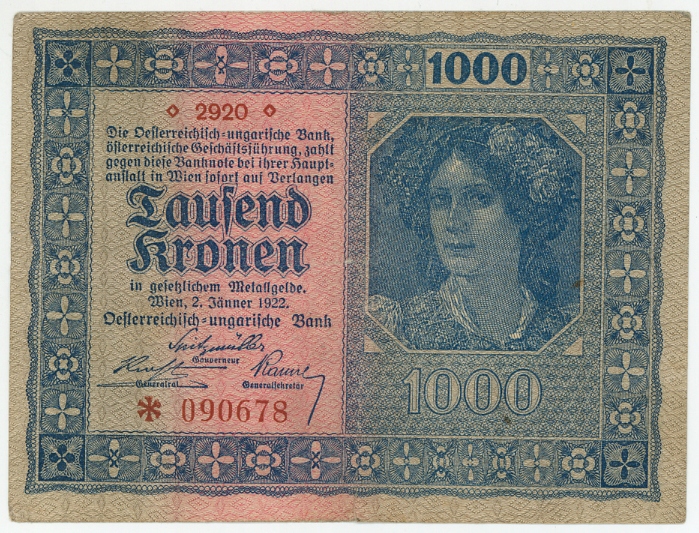 1000
2920
Die Oesterreichisch-ungarische Bank,
österreichische Geschäftsführung, zahlt
gegen diese Banknote bei ihrer Haupt-
anstalt in Wien sofort auf Verlangen
Tausend
Kronen
in gesetzlichem Metallgelde.
Wien, 2. Jänner 1922.
Oesterreichisch-ungarische Bank
Spitzmüller
Gouverneur
Generalrat
Generalsekretär
* 090678
1000